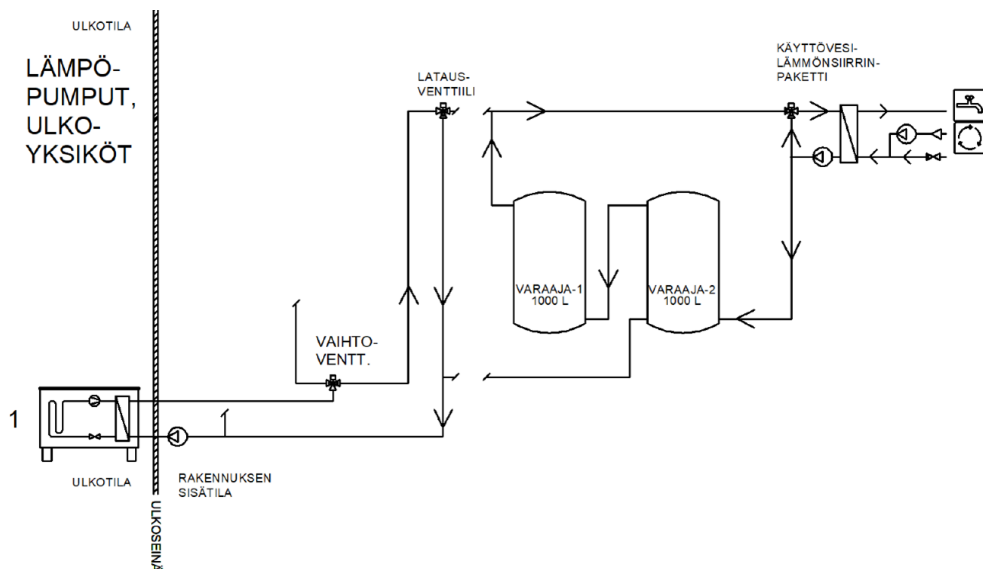 ULKOTILA
LÄMPÖ-
PUMPUT,
ULKO-
YKSIKÖT
LATAUS-
VENTTIILI
KÄYTTÖVESI-
LÄMMÖNSIIRRIN-
PAKETTI
VARAAJA-1
1000 L
VARAAJA-2
1000 L
VAIHTO-
VENTT.
1
ULKOTILA
RAKENNUKSEN
SISÄTILA
ULKOSEINÄ